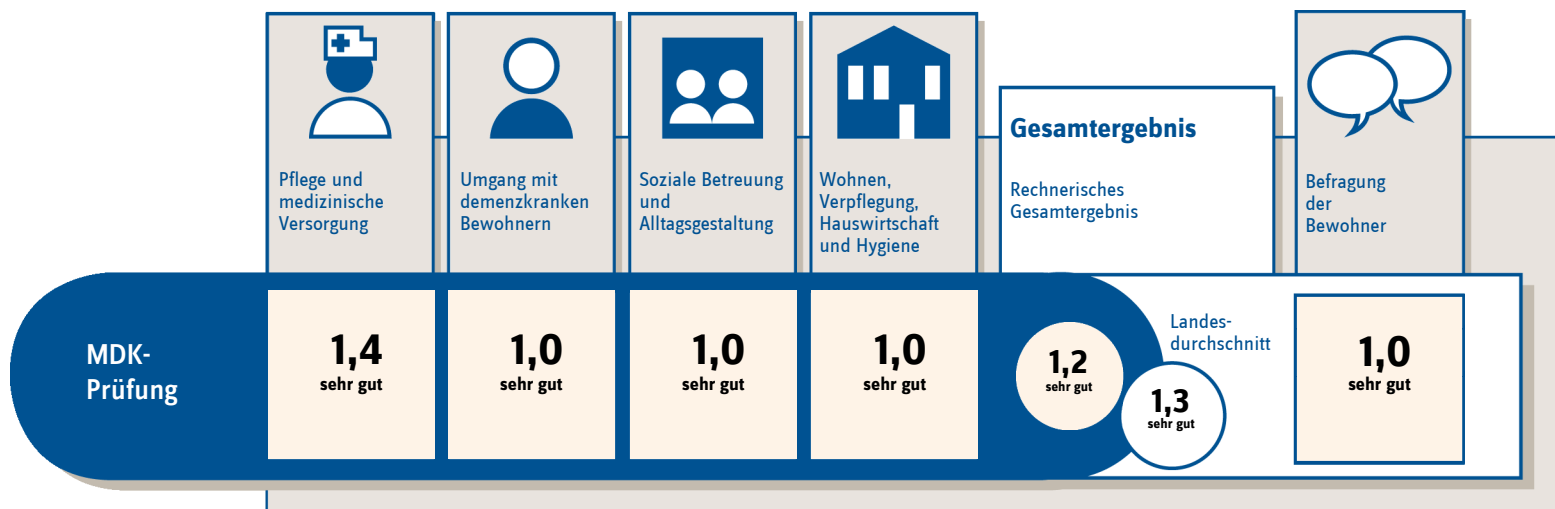 Pflege und
medizinische
Versorgung
Umgang mit
demenzkranken
Bewohnern
Soziale Betreuung
und
Alltagsgestaltung
Wohnen,
Verpflegung,
Hauswirtschaft
und Hygiene
Gesamtergebnis
Rechnerisches
Gesamtergebnis
Befragung
der
Bewohner
MDK-
Prüfung
1,4
sehr gut
1,0
sehr gut
1,0
sehr gut
1,0
sehr gut
1,2
sehr gut
Landes-
durchschnitt
1,3
sehr gut
1,0
sehr gut